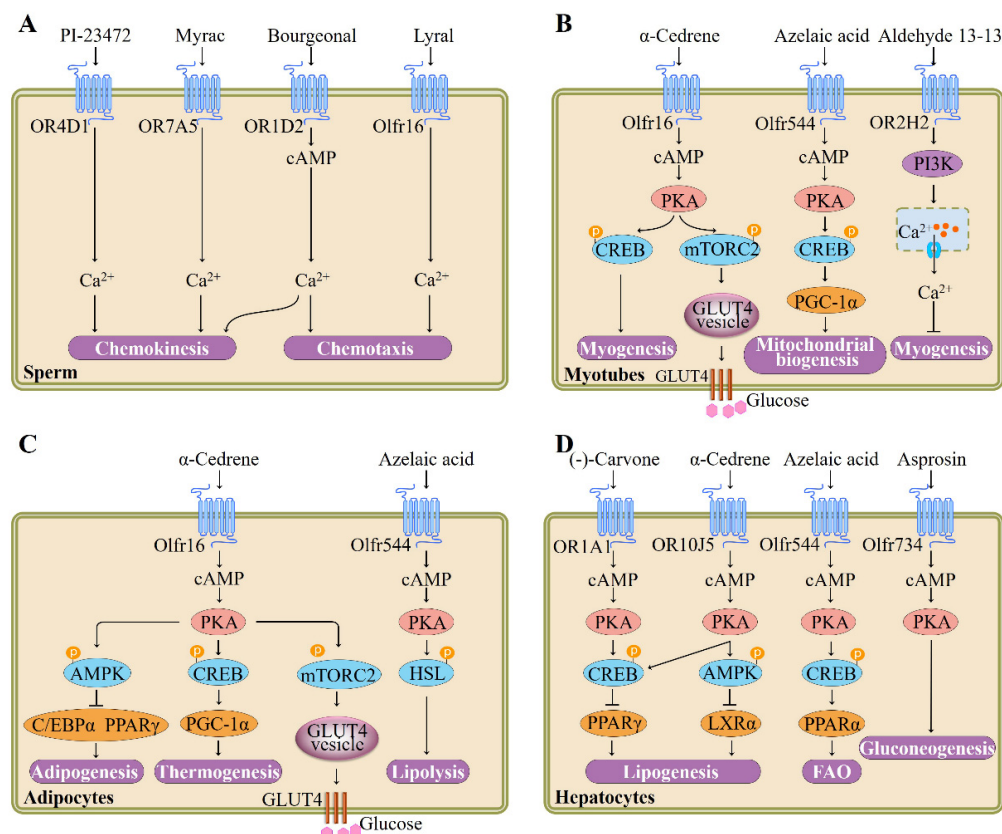 A
PI-23472 Myrac Bourgeonal Lyral
OR4D1 OR7A5 OR1D2 Olfr16
cAMP
Ca²⁺ Ca²⁺ Ca²⁺ Ca²⁺
Chemokinesis Chemotaxis
Sperm
B
α-Cedrene Azelaic acid Aldehyde 13-13
Olfr16 Olfr544 OR2H2
cAMP cAMP PI3K
PKA PKA
P P P
CREB mTORC2 CREB Ca²⁺
GLUT4 vesicle PGC-1α Ca²⁺
Myogenesis Mitochondrial biogenesis Myogenesis
Myotubes GLUT4
Glucose
C
α-Cedrene Azelaic acid
Olfr16 Olfr544
cAMP cAMP
PKA PKA
P P P P
AMPK CREB mTORC2 HSL
C/EBPα PPARγ PGC-1α GLUT4 vesicle
Adipogenesis Thermogenesis Lipolysis
Adipocytes GLUT4
Glucose
D
(-)-Carvone α-Cedrene Azelaic acid Asprosin
OR1A1 OR10J5 Olfr544 Olfr734
cAMP cAMP cAMP cAMP
PKA PKA PKA PKA
P P P
CREB AMPK CREB
PPARγ LXRα PPARα
Gluconeogenesis
Lipogenesis FAO
Hepatocytes